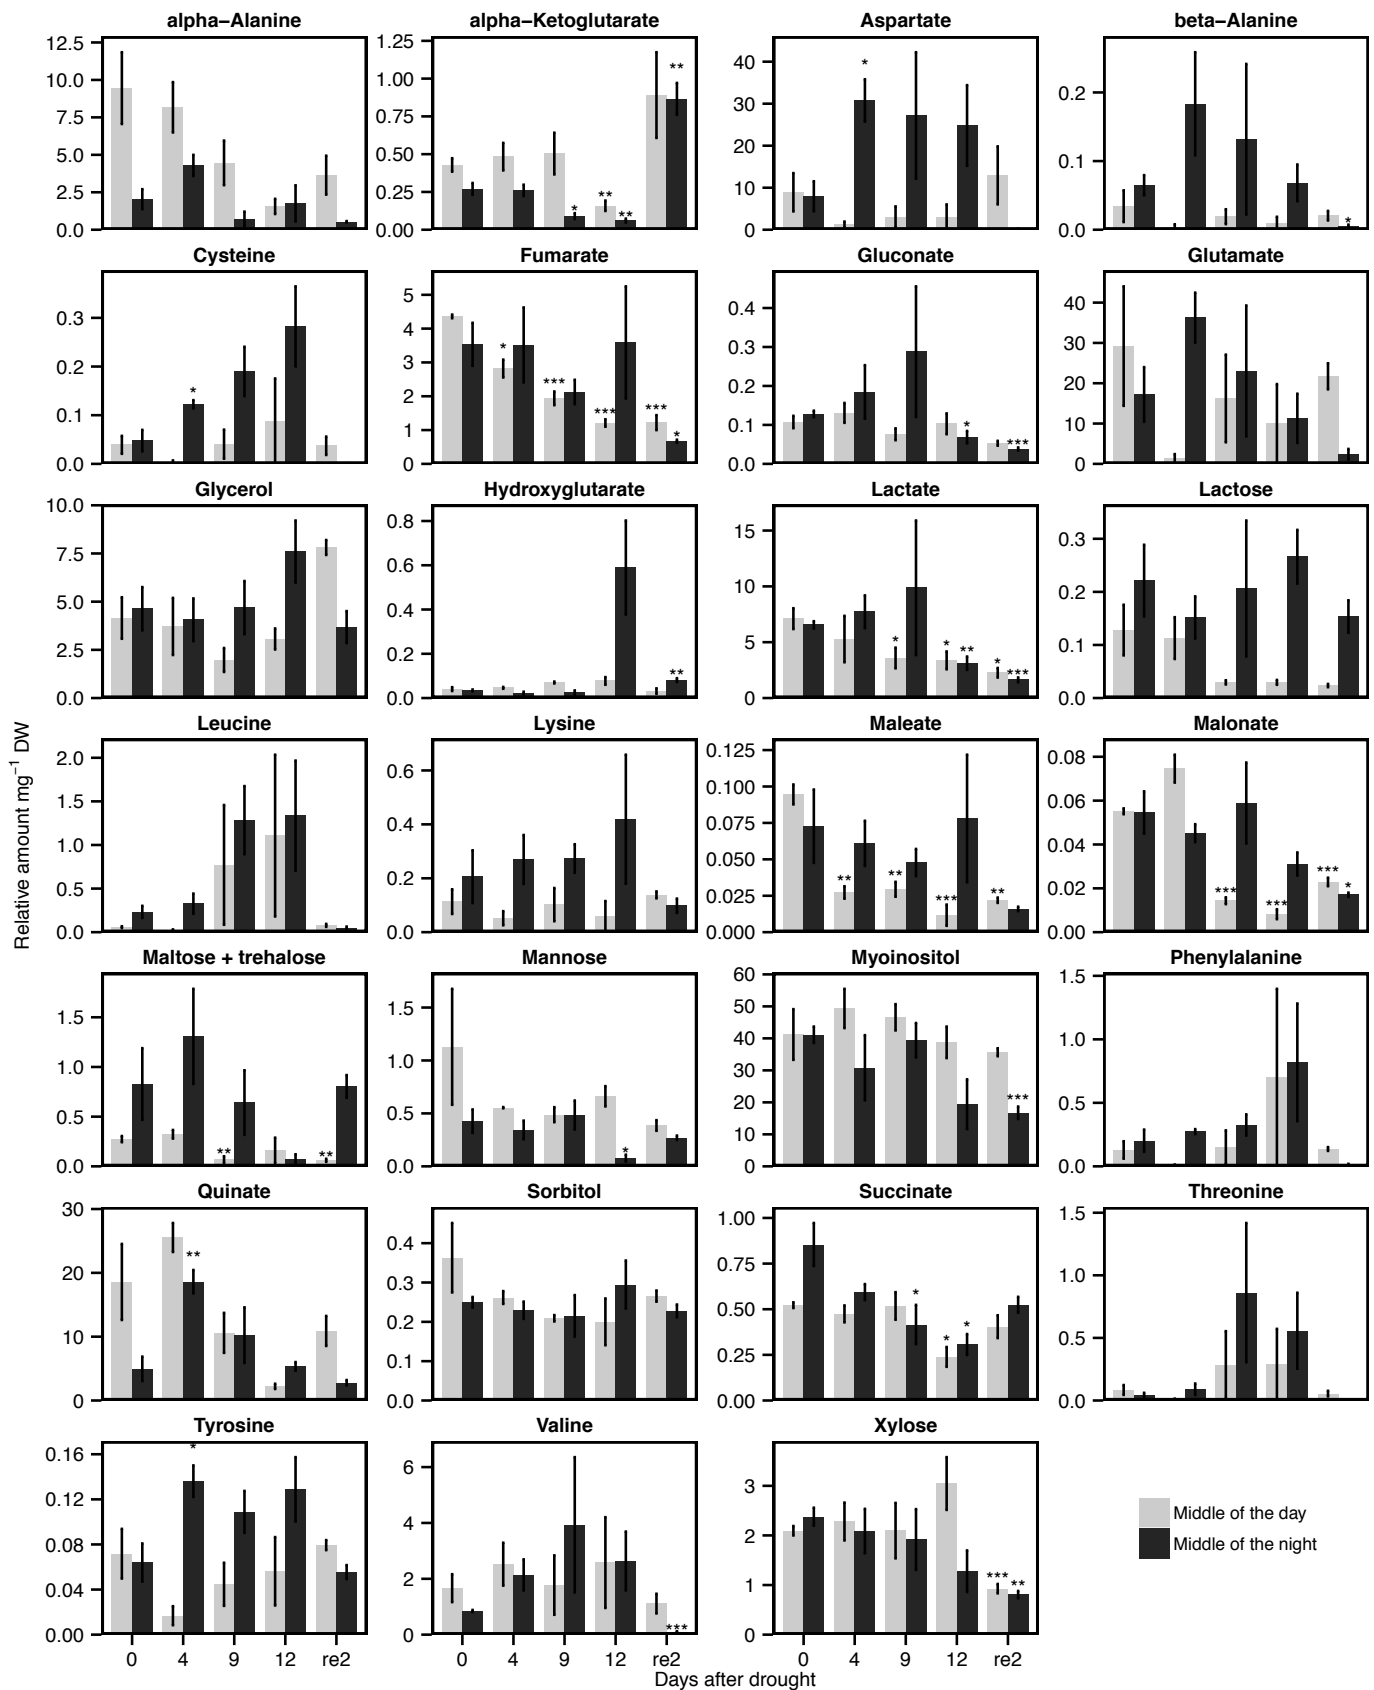 alpha−Alanine alpha−Ketoglutarate Aspartate beta−Alanine
12.5 10.0 7.5 5.0 2.5 0.0
1.25 1.00 0.75 0.50 0.25 0.00 * ** ** **
40 30 20 10 0 *
0.2 0.1 0.0 *
Cysteine Fumarate Gluconate Glutamate
0.3 0.2 0.1 0.0 *
5 4 3 2 1 0 * *** *** *** *
0.4 0.3 0.2 0.1 0.0 * ***
40 30 20 10 0
Glycerol Hydroxyglutarate Lactate Lactose
10.0 7.5 5.0 2.5 0.0
0.8 0.6 0.4 0.2 0.0 **
15 10 5 0 * * ** * ***
0.3 0.2 0.1 0.0
Leucine Lysine Maleate Malonate
2.0 1.5 1.0 0.5 0.0
0.6 0.4 0.2 0.0
0.125 0.100 0.075 0.050 0.025 0.000 ** ** *** **
0.08 0.06 0.04 0.02 0.00 *** *** *** *
Maltose + trehalose Mannose Myoinositol Phenylalanine
1.5 1.0 0.5 0.0 ** **
1.5 1.0 0.5 0.0 *
60 50 40 30 20 10 0 ***
1.5 1.0 0.5 0.0
Quinate Sorbitol Succinate Threonine
30 20 10 0 **
0.4 0.3 0.2 0.1 0.0
1.00 0.75 0.50 0.25 0.00 * * *
1.5 1.0 0.5 0.0
Tyrosine Valine Xylose
0.16 0.12 0.08 0.04 0.00 *
6 4 2 0 ***
3 2 1 0 *** **
0 4 9 12 re2 0 4 9 12 re2 0 4 9 12 re2
Days after drought
Relative amount mg−1 DW
Middle of the day
Middle of the night